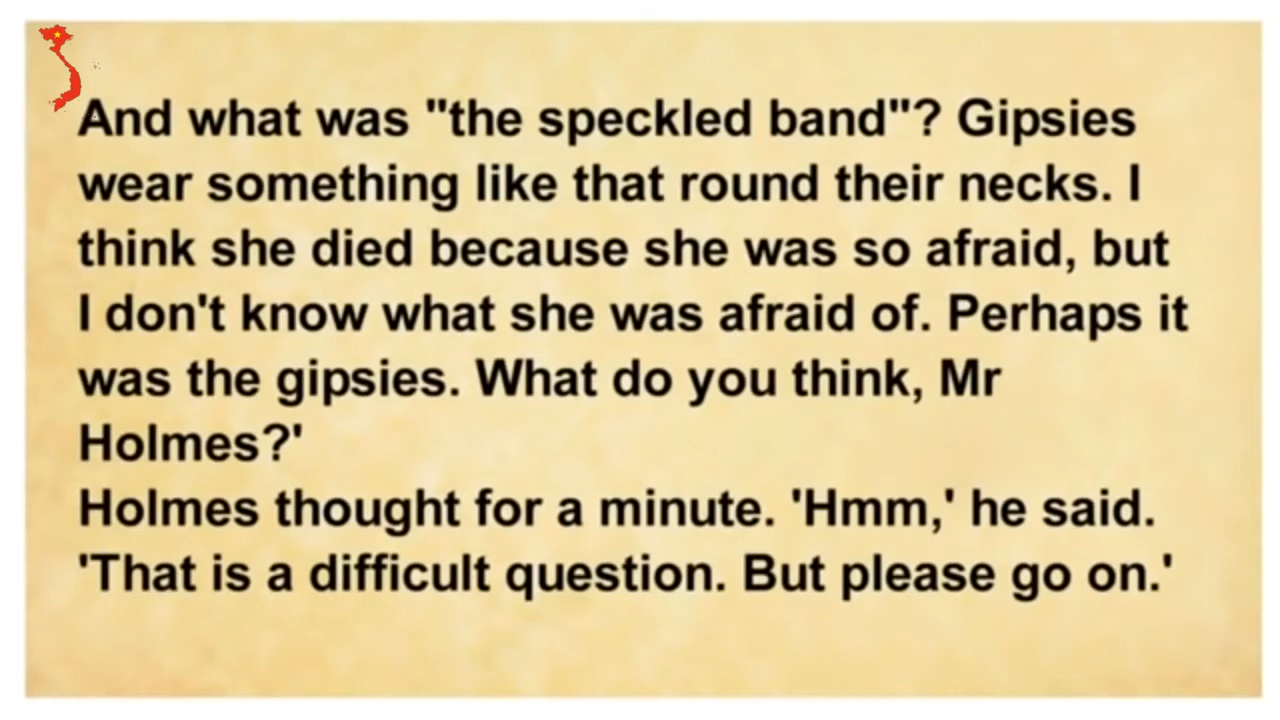 And what was "the speckled band"? Gipsies
wear something like that round their necks. I
think she died because she was so afraid, but
I don't know what she was afraid of. Perhaps it
was the gipsies. What do you think, Mr
Holmes?'
Holmes thought for a minute. 'Hmm,' he said.
'That is a difficult question. But please go on.'